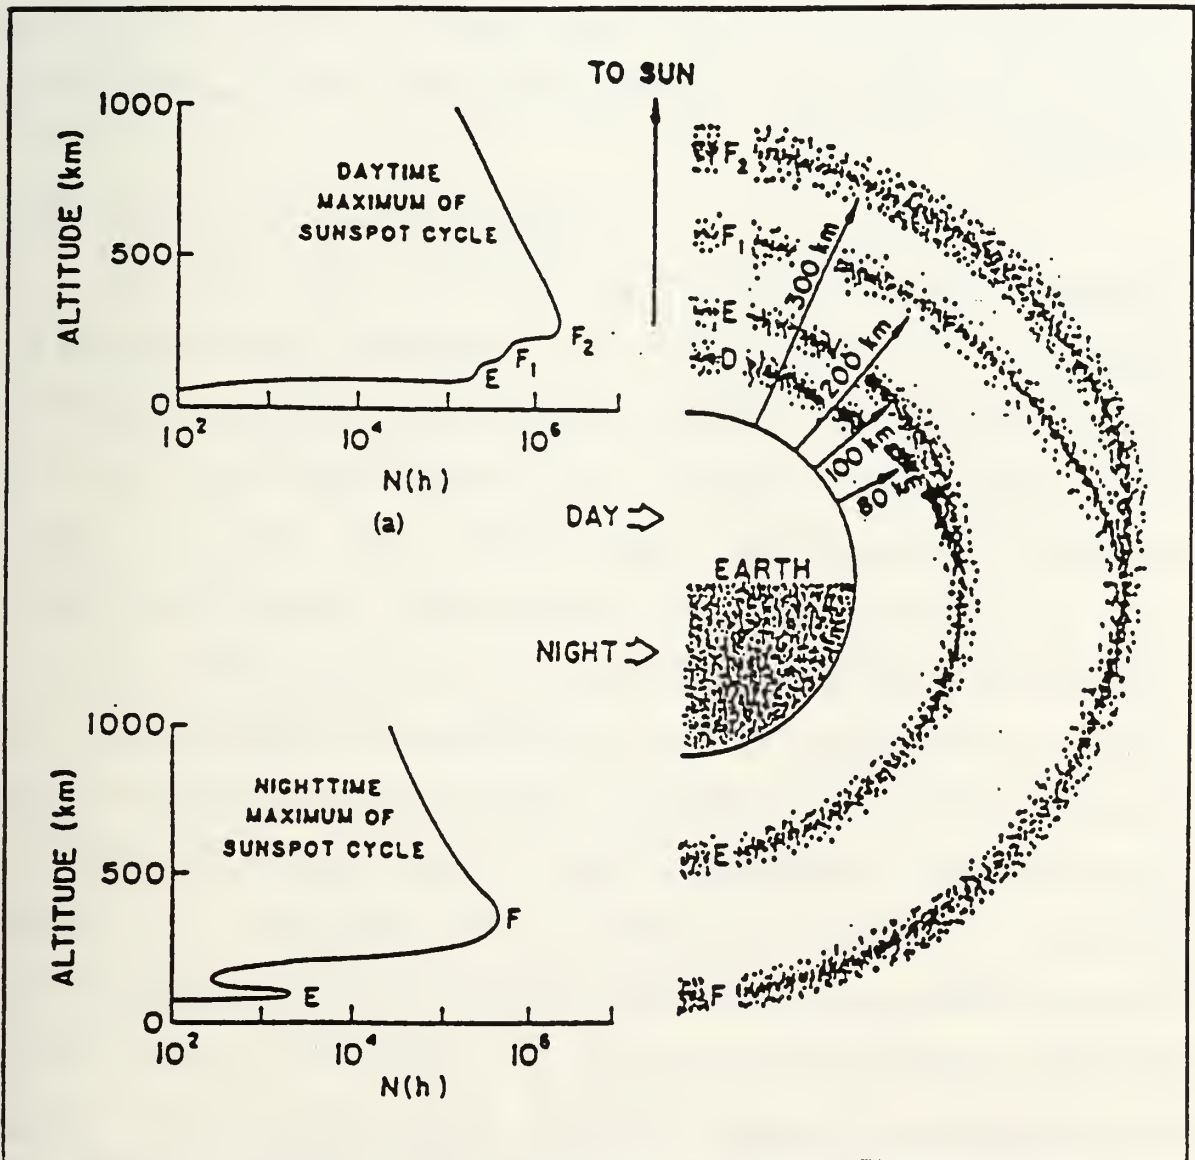 TO SUN
1000
500
0
ALTITUDE (km)
DAYTIME
MAXIMUM OF
SUNSPOT CYCLE
F₂
F₁
E
10² 10⁴ 10⁶
N(h)
(a)
F₂
F₁
E
D
300 km
200 km
100 km
80 km
DAY
EARTH
NIGHT
E
F
1000
500
0
ALTITUDE (km)
NIGHTTIME
MAXIMUM OF
SUNSPOT CYCLE
F
E
10² 10⁴ 10⁶
N(h)